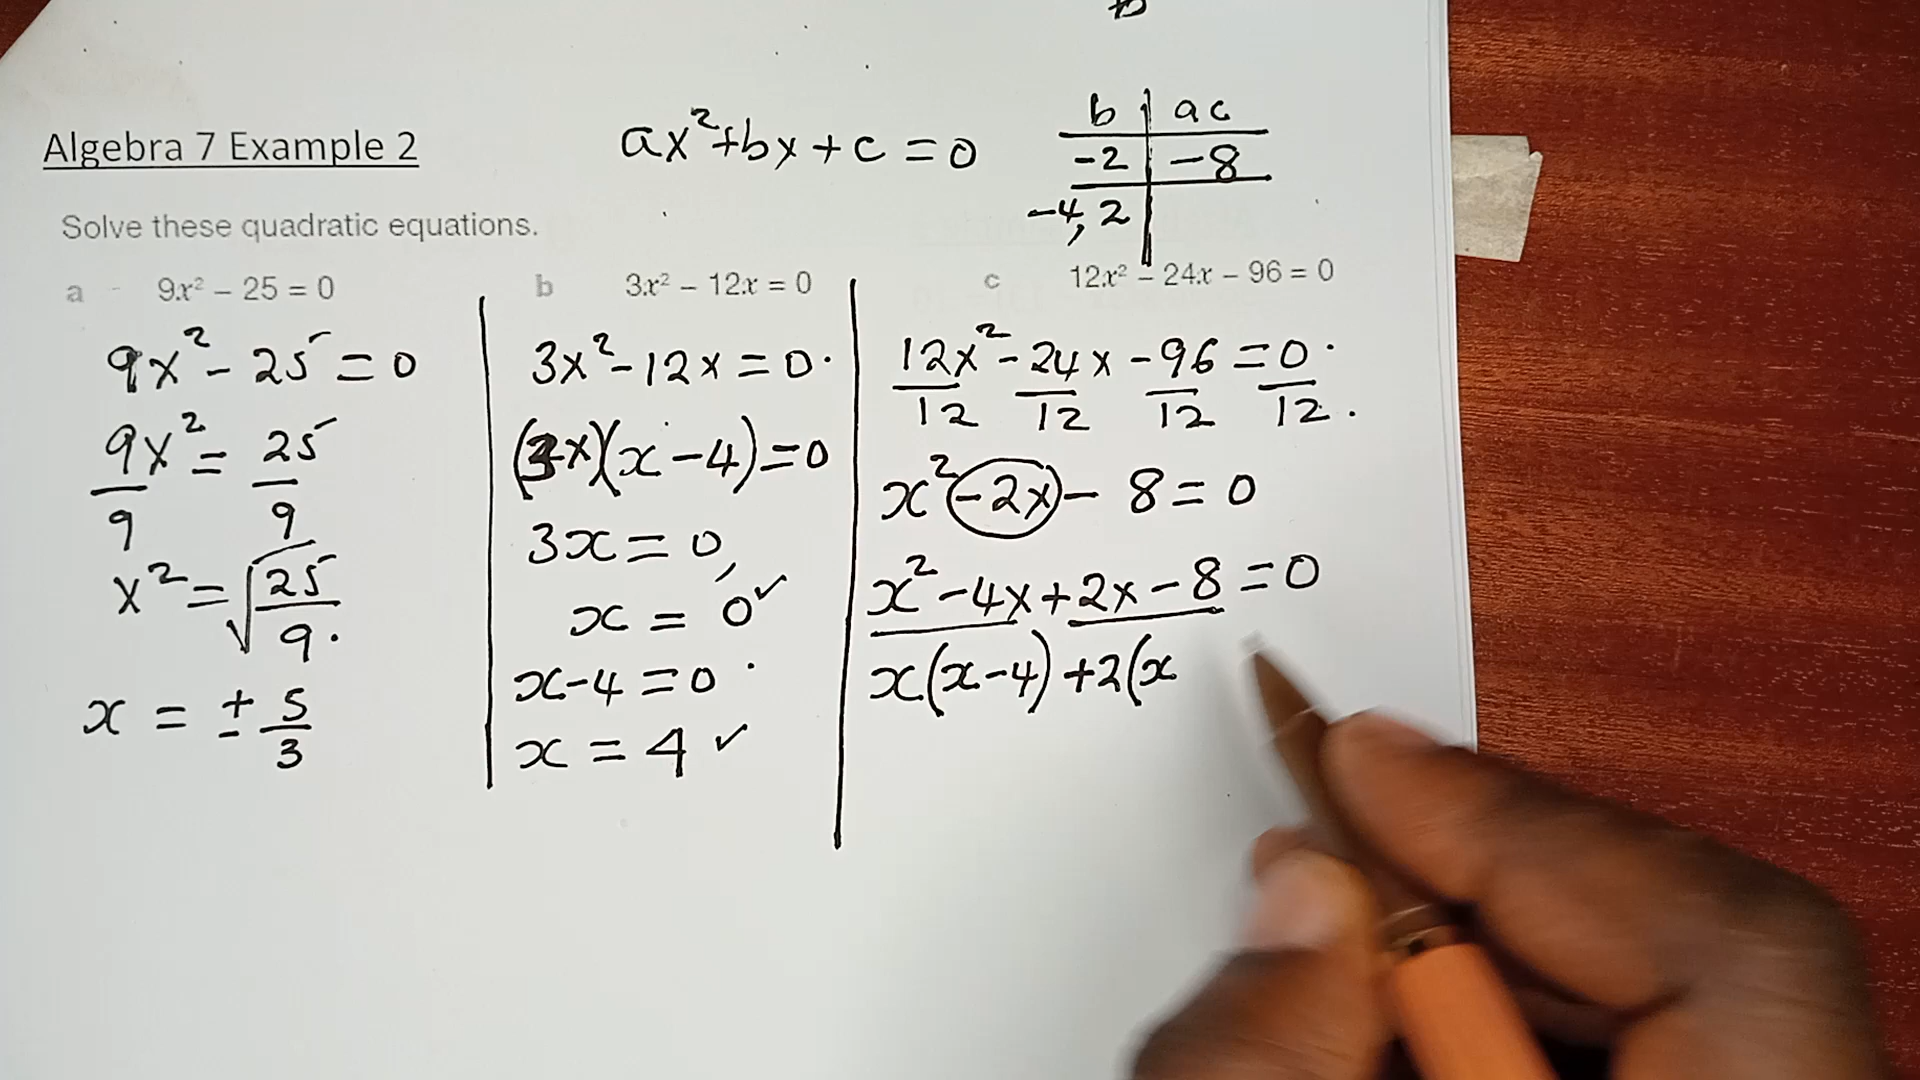 Algebra 7 Example 2
ax²+bx+c=0
b | ac
-2 | -8
-4, 2
Solve these quadratic equations.
a 9x² – 25 = 0
9x²-25=0
9x²/9 = 25/9
x²=√25/9.
x = ± 5/3
b 3x² – 12x = 0
3x²-12x=0.
(3x)(x-4)=0
3x=0,
x = 0✓
x-4=0
x = 4 ✓
c 12x² – 24x – 96 = 0
12x²/12 - 24x/12 - 96/12 = 0/12.
x²-2x-8=0
x²-4x+2x-8=0
x(x-4)+2(x